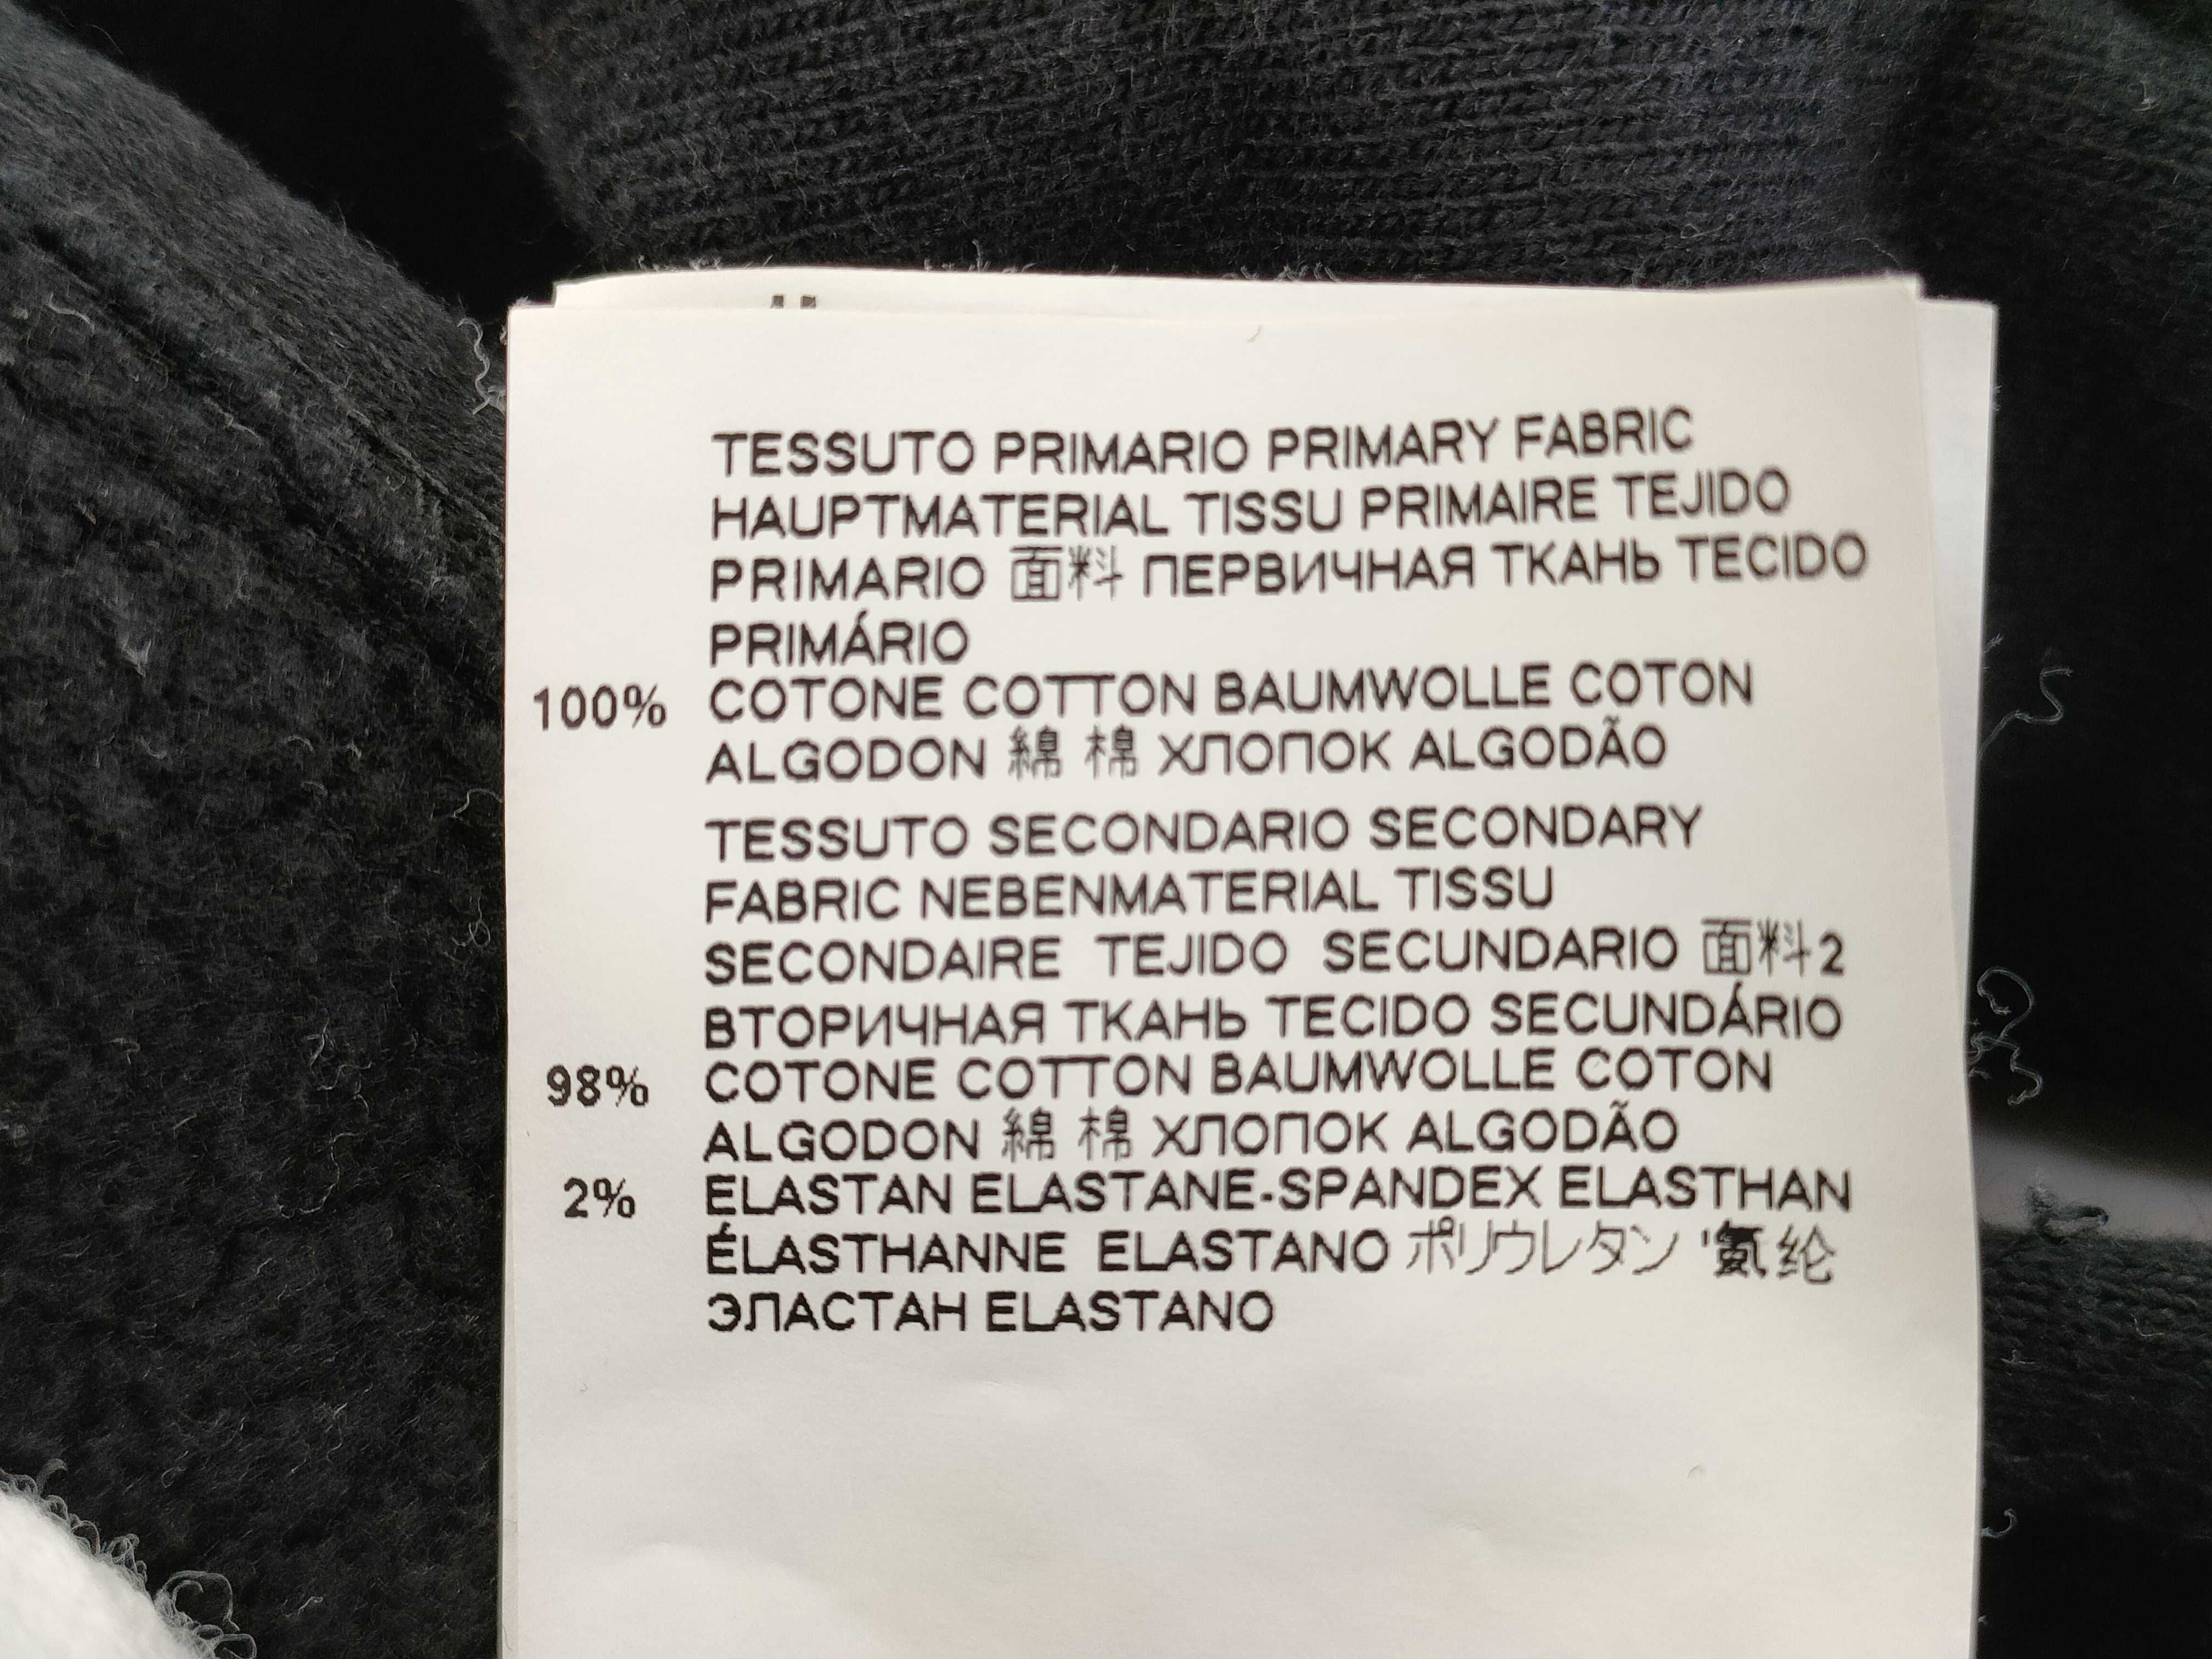 TESSUTO PRIMARIO PRIMARY FABRIC
HAUPTMATERIAL TISSU PRIMAIRE TEJIDO
PRIMARIO 面料 ПЕРВИЧНАЯ ТКАНЬ TECIDO
PRIMÁRIO
100% COTONE COTTON BAUMWOLLE COTON
ALGODON 綿 棉 ХЛОПОК ALGODÃO
TESSUTO SECONDARIO SECONDARY
FABRIC NEBENMATERIAL TISSU
SECONDAIRE TEJIDO SECUNDARIO 面料2
ВТОРИЧНАЯ ТКАНЬ TECIDO SECUNDÁRIO
98% COTONE COTTON BAUMWOLLE COTON
ALGODON 綿 棉 ХЛОПОК ALGODÃO
2% ELASTAN ELASTANE-SPANDEX ELASTHAN
ÉLASTHANNE ELASTANO ポリウレタン '氨纶
ЭЛАСТАН ELASTANO